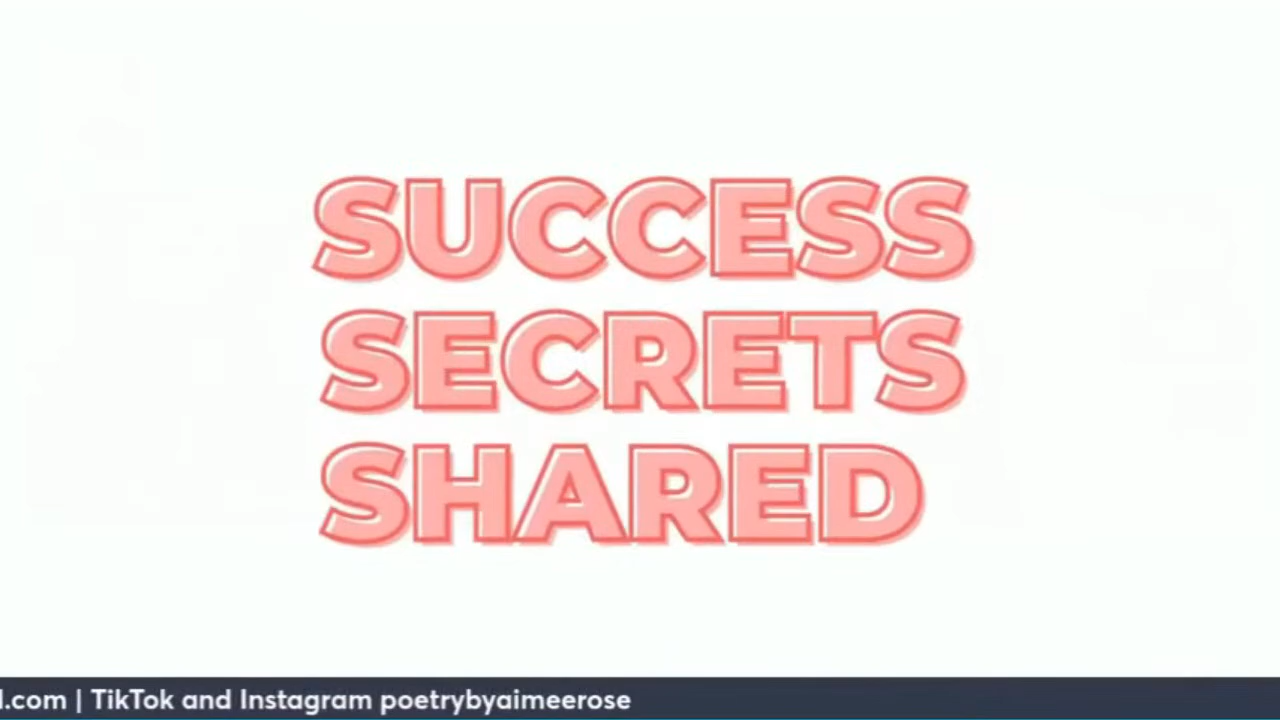 SUCCESS
SECRETS
SHARED
.com | TikTok and Instagram poetrybyaimeerose